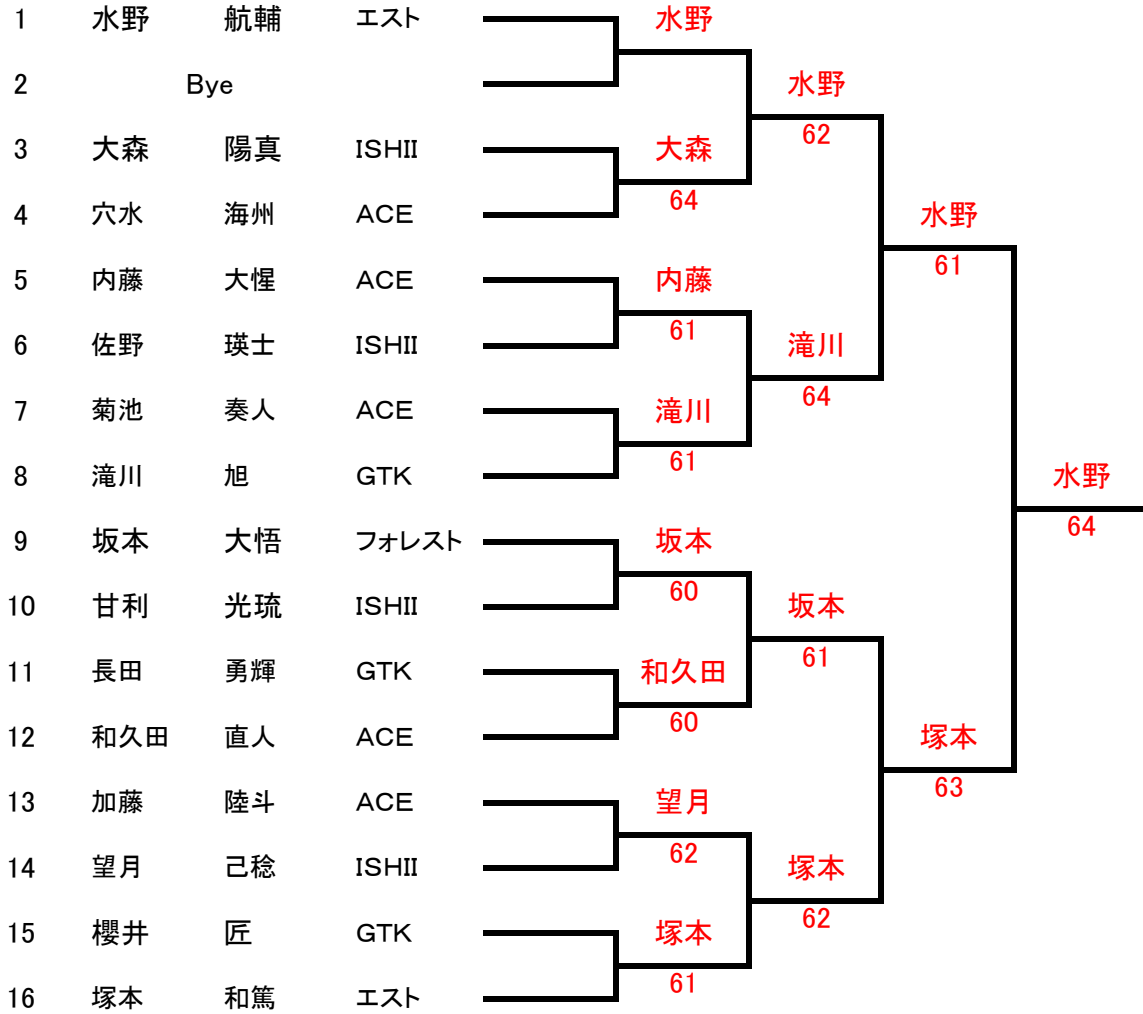 1 水野 航輔 エスト 水野
2 Bye 水野
62
3 大森 陽真 ISHII 大森
64
4 穴水 海州 ACE 水野
61
5 内藤 大惺 ACE 内藤
61
6 佐野 瑛士 ISHII 滝川
64
7 菊池 奏人 ACE 滝川
61
8 滝川 旭 GTK 水野
64
9 坂本 大悟 フォレスト 坂本
60
10 甘利 光琉 ISHII 坂本
61
11 長田 勇輝 GTK 和久田
60
12 和久田 直人 ACE 塚本
63
13 加藤 陸斗 ACE 望月
62
14 望月 己稔 ISHII 塚本
62
15 櫻井 匠 GTK 塚本
61
16 塚本 和篤 エスト